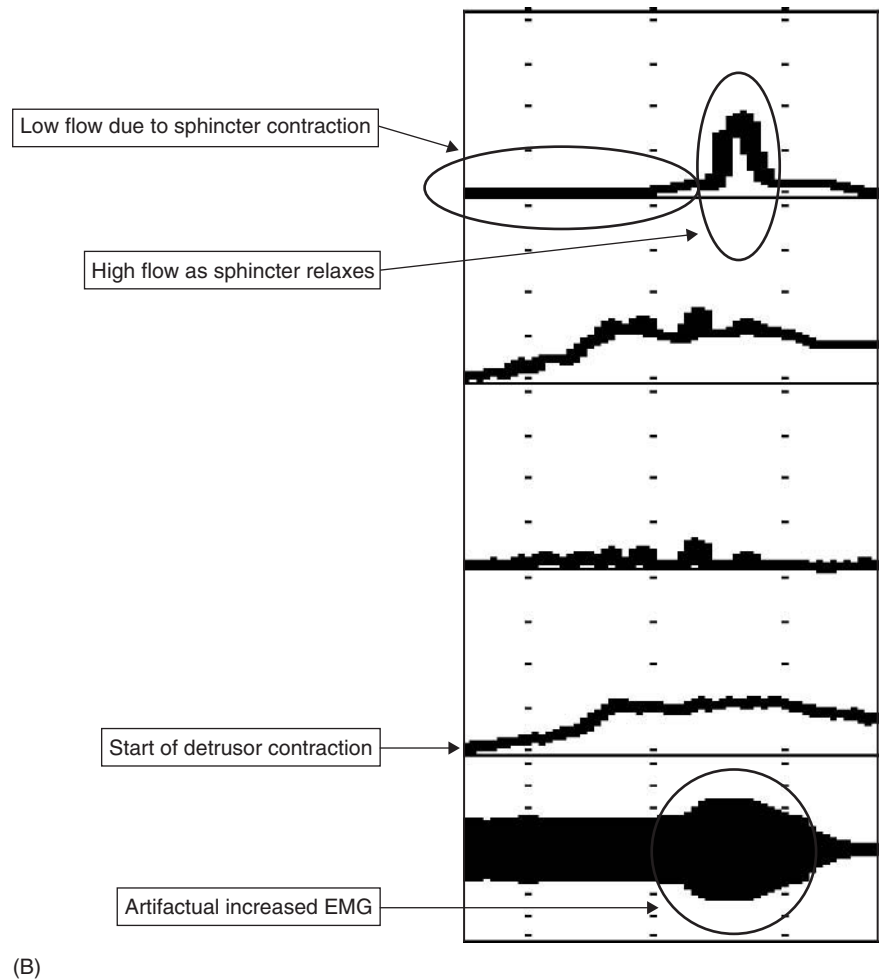 Low flow due to sphincter contraction
High flow as sphincter relaxes
Start of detrusor contraction
Artifactual increased EMG
(B)